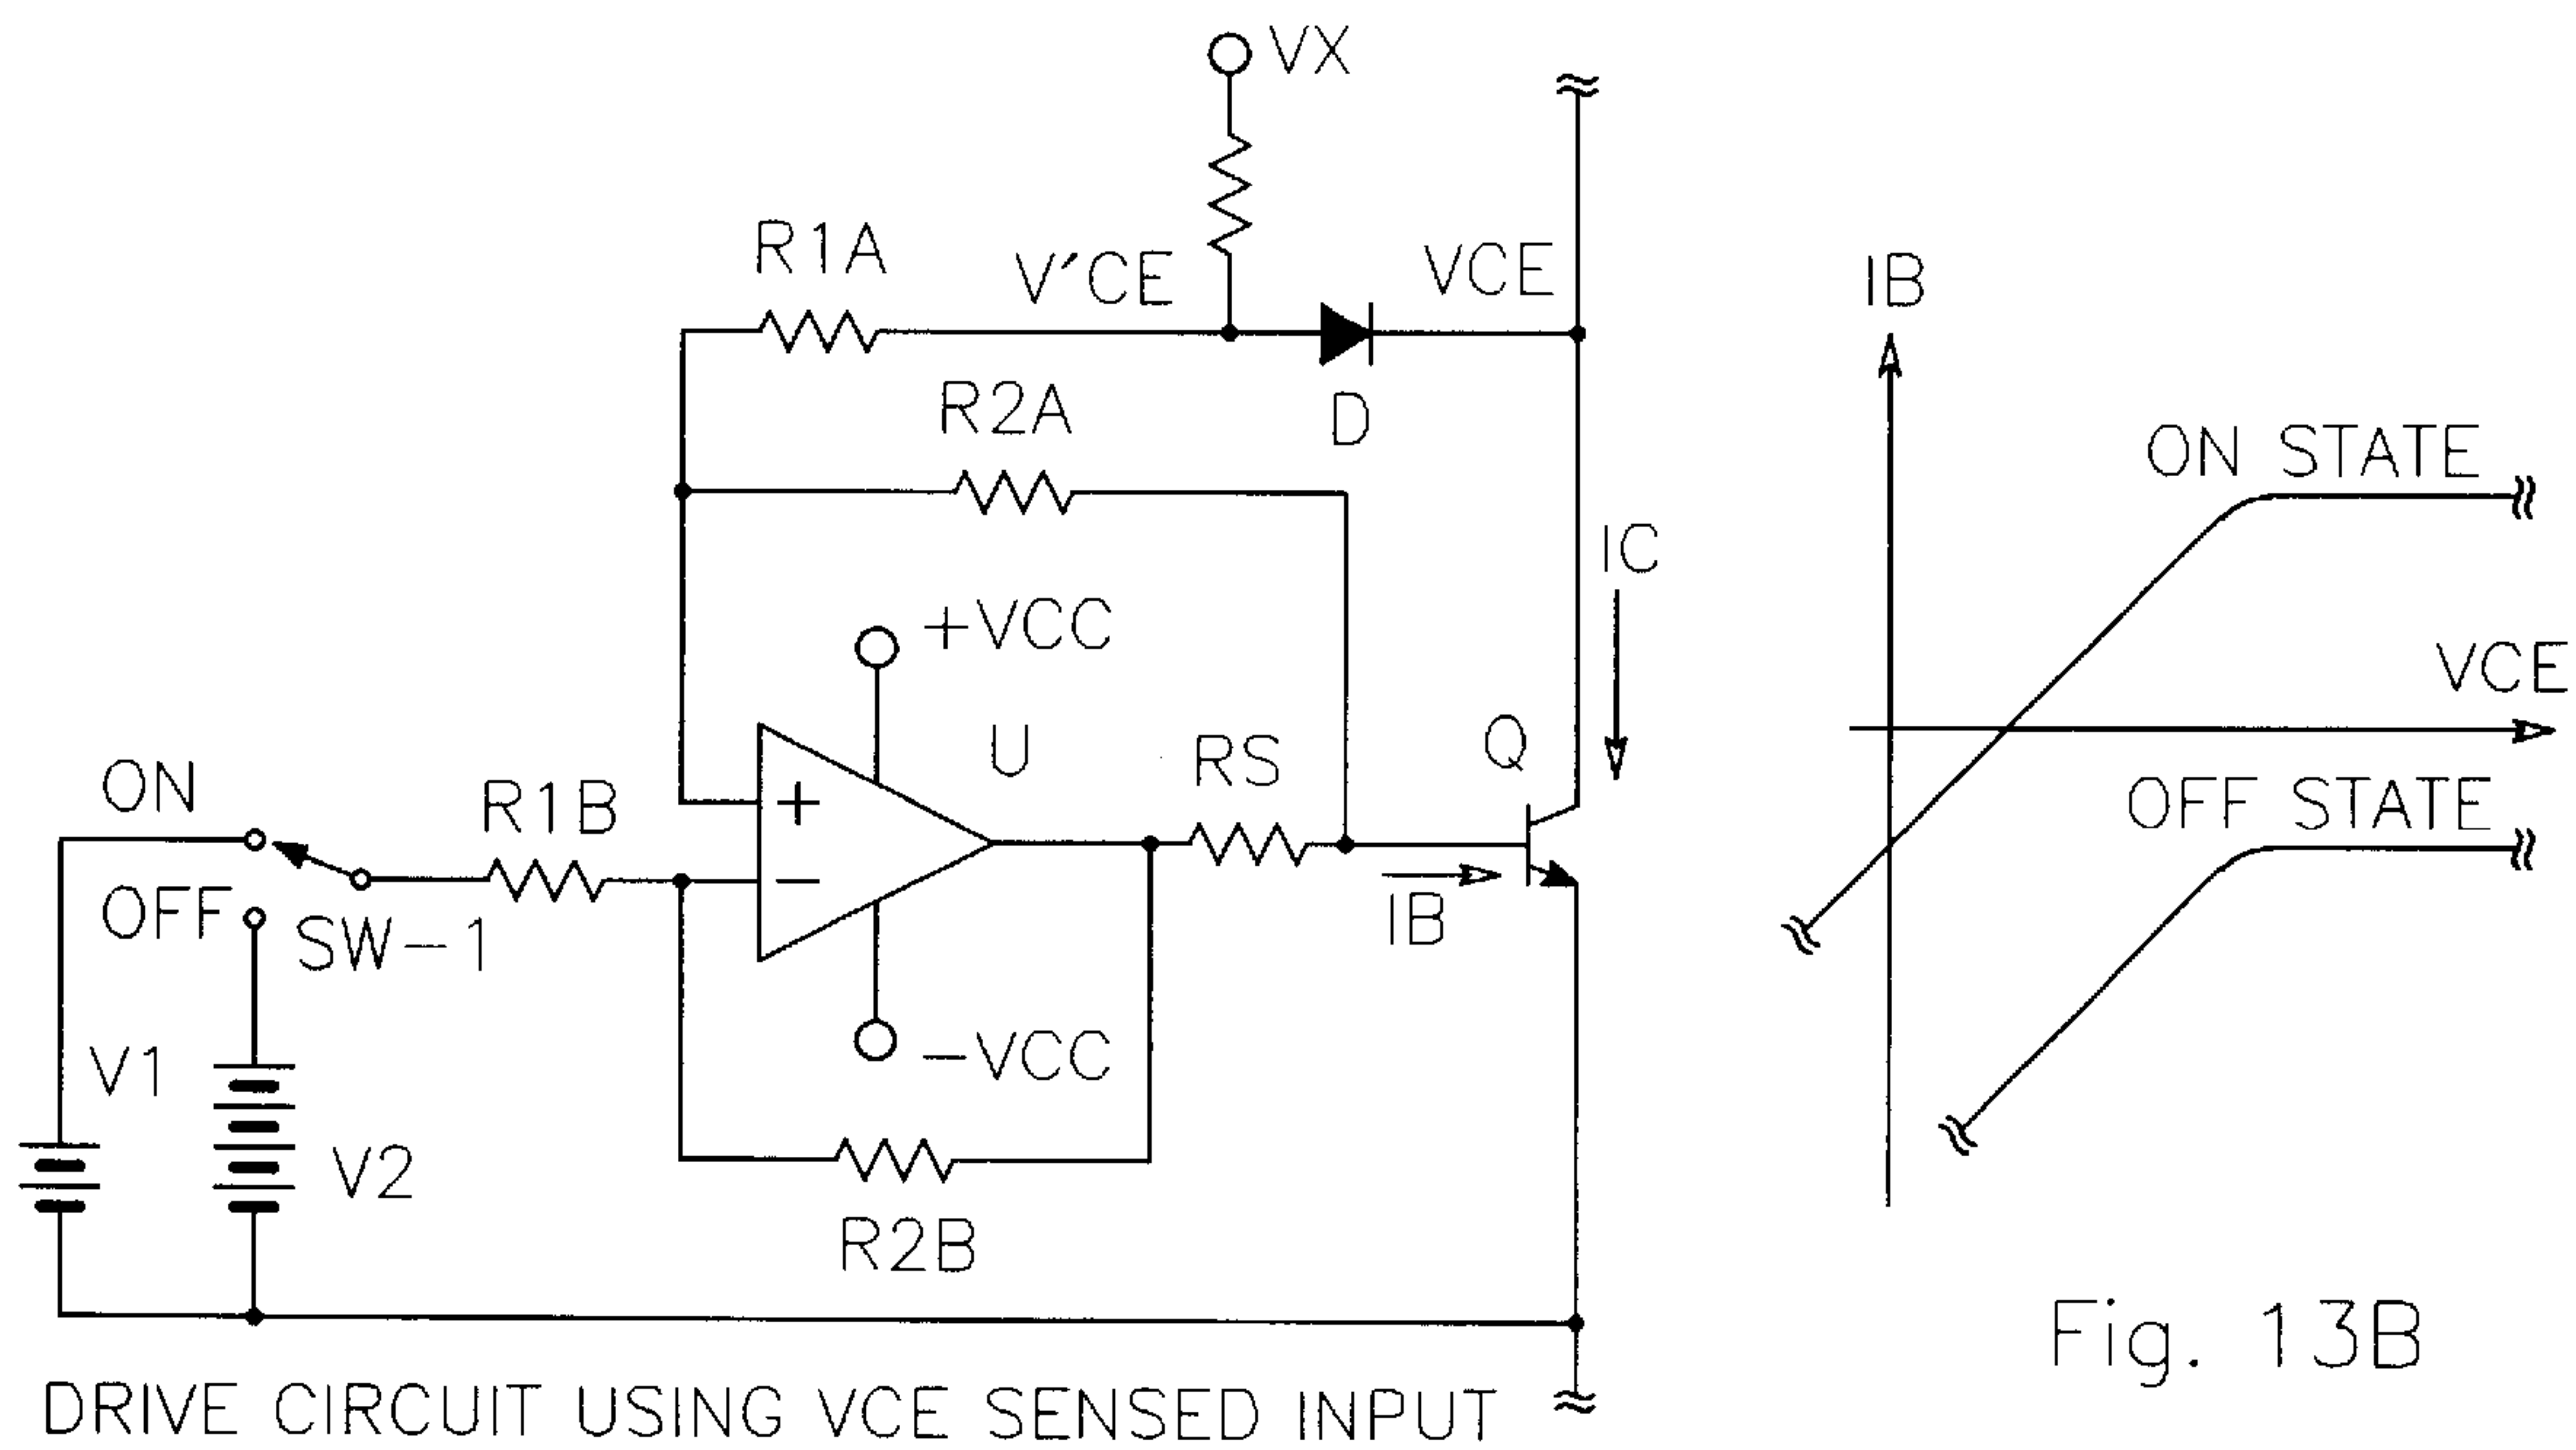 VX
R1A
V'CE
VCE
IB
R2A
D
ON STATE
IC
+VCC
VCE
U
RS
Q
ON
R1B
+
OFF STATE
OFF
SW-1
−
IB
V1
−VCC
V2
R2B
Fig. 13B
DRIVE CIRCUIT USING VCE SENSED INPUT